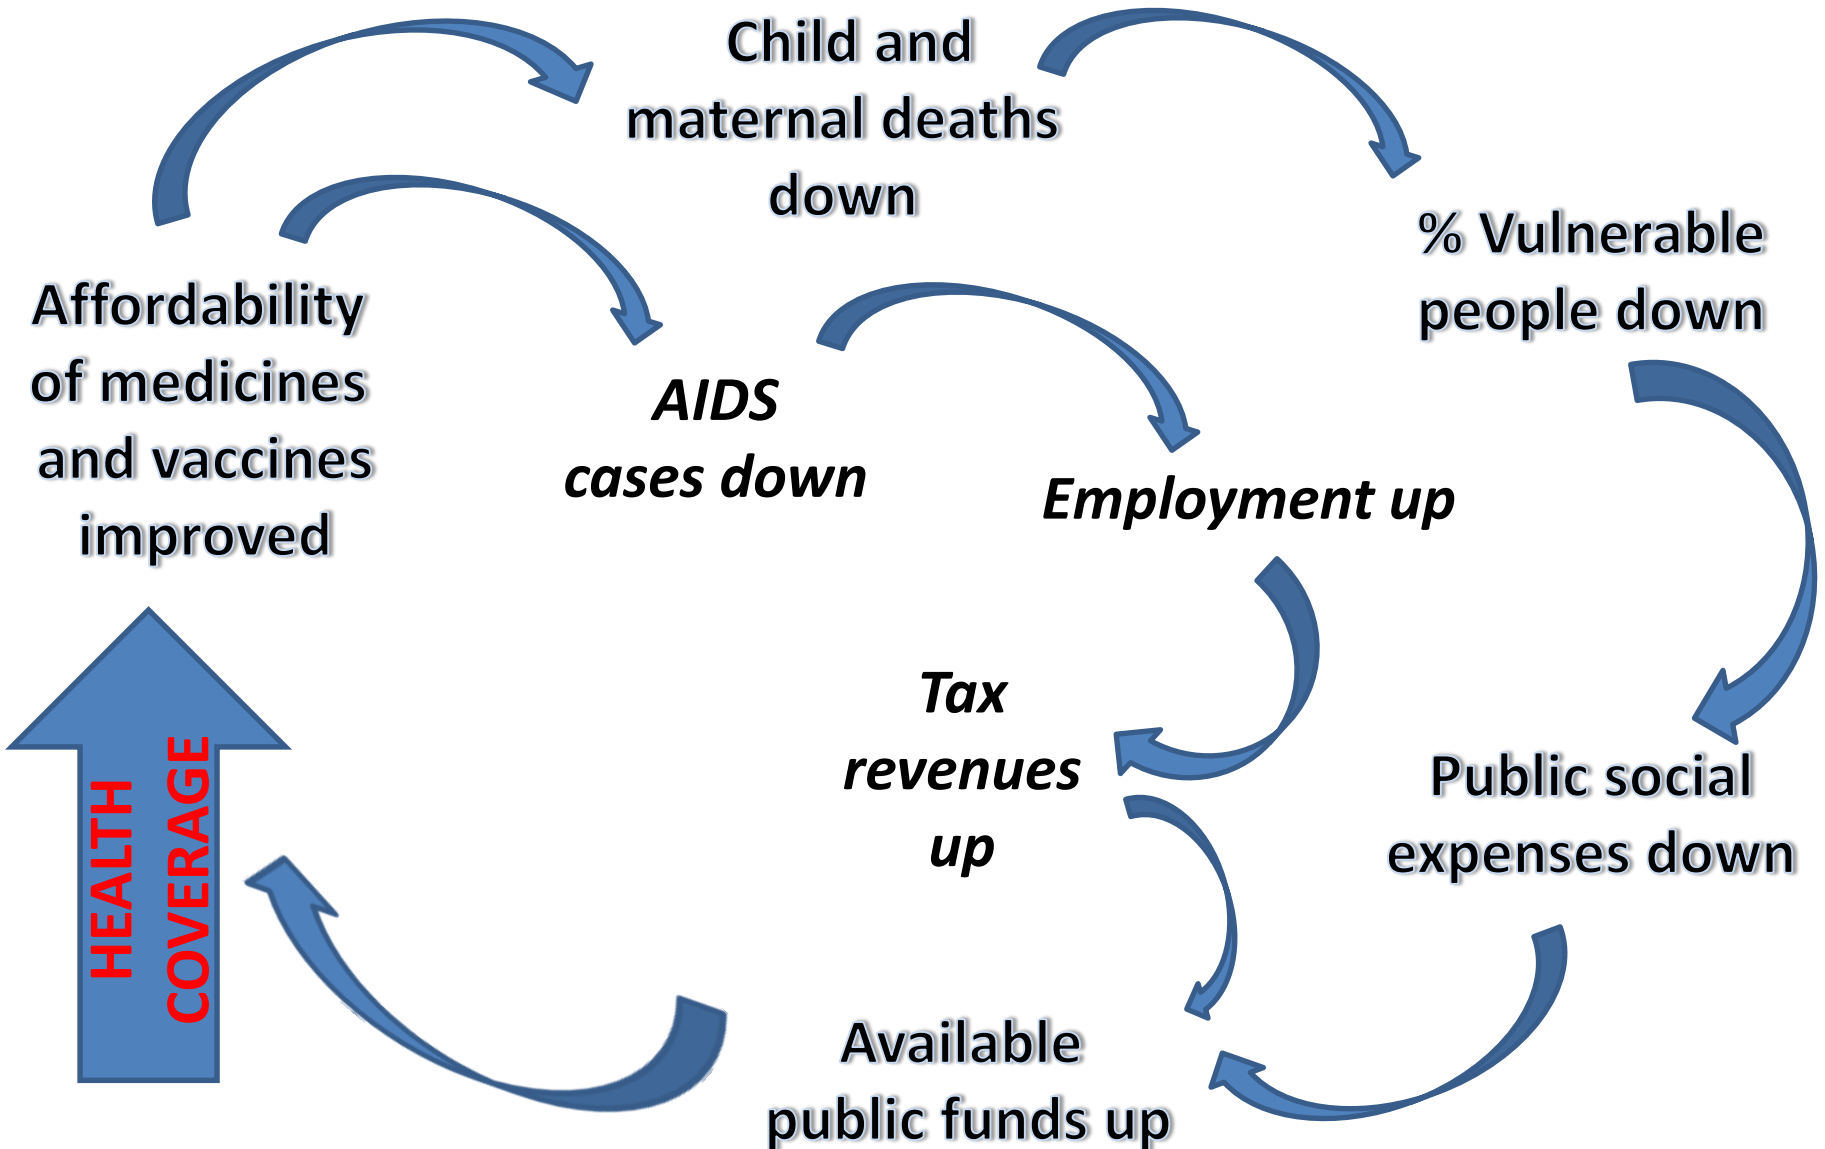 Child and
maternal deaths
down
% Vulnerable
people down
Affordability
of medicines
and vaccines
improved
AIDS
cases down
Employment up
Tax
revenues
up
Public social
expenses down
HEALTH
COVERAGE
Available
public funds up